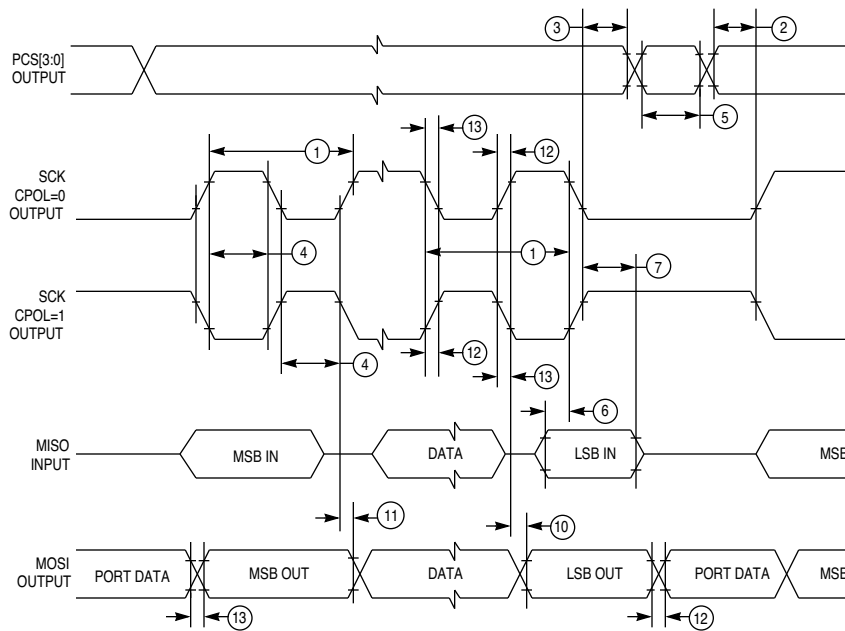 3
2
PCS[3:0]
OUTPUT
5
13
12
1
SCK
CPOL=0
OUTPUT
4
1
7
SCK
CPOL=1
OUTPUT
4
12
13
6
MISO
INPUT
MSB IN
DATA
LSB IN
MSB
11
10
MOSI
OUTPUT
PORT DATA
MSB OUT
DATA
LSB OUT
PORT DATA
MSB
13
12